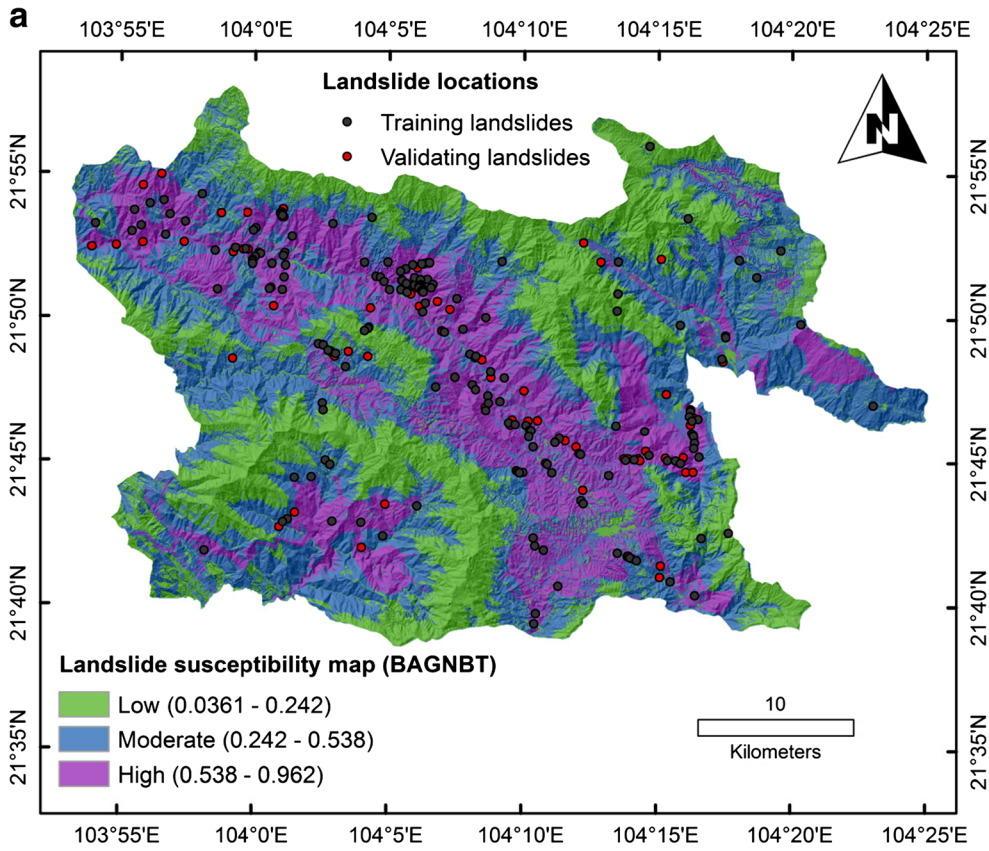 a
103°55'E 104°0'E 104°5'E 104°10'E 104°15'E 104°20'E 104°25'E
Landslide locations
Training landslides
Validating landslides
N
21°55'N 21°55'N
21°50'N 21°50'N
21°45'N 21°45'N
21°40'N 21°40'N
21°35'N 21°35'N
Landslide susceptibility map (BAGNBT)
Low (0.0361 - 0.242)
Moderate (0.242 - 0.538)
High (0.538 - 0.962)
10
Kilometers
103°55'E 104°0'E 104°5'E 104°10'E 104°15'E 104°20'E 104°25'E